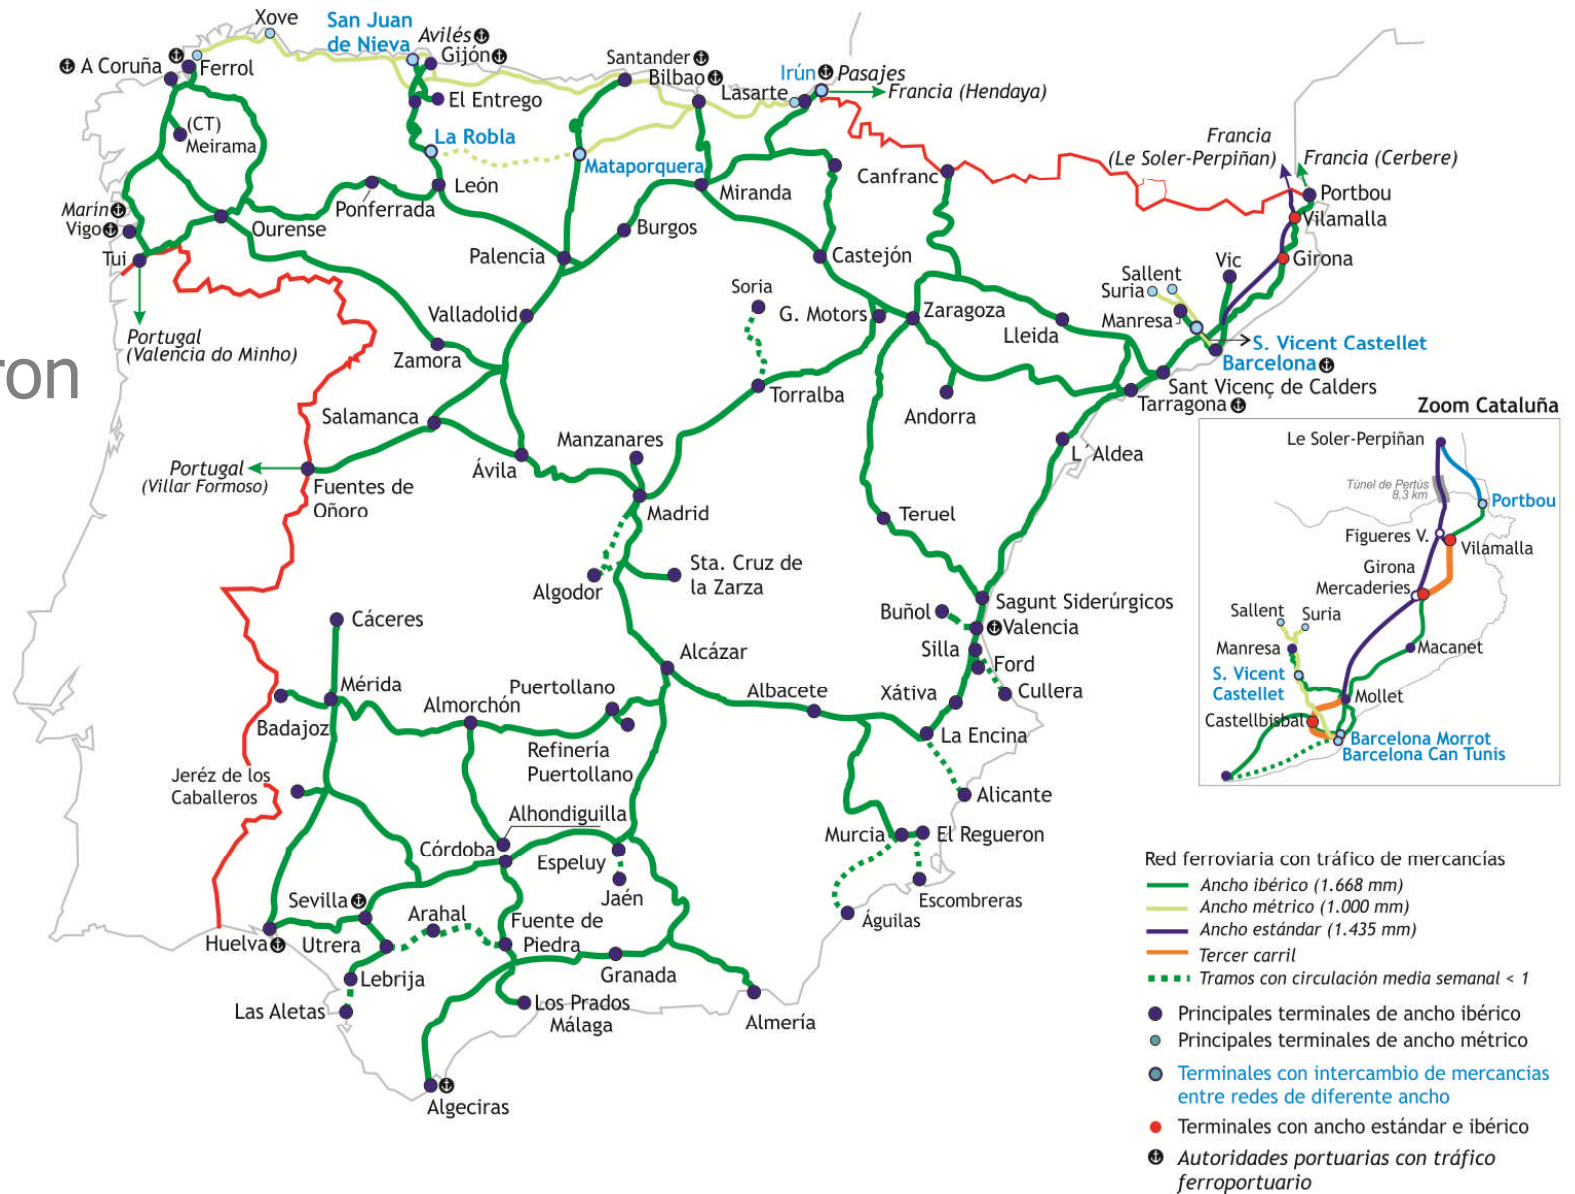 Xove
San Juan
de Nieva
Avilés
Gijón
A Coruña
Ferrol
Santander
Bilbao
Lasarte
Irún
Pasajes
Francia (Hendaya)
El Entrego
(CT)
Meirama
La Robla
Mataporquera
Francia
(Le Soler-Perpiñan)
Francia (Cerbere)
Canfranc
Portbou
León
Ponferrada
Miranda
Marín
Vigo
Ourense
Burgos
Vilamalla
Tui
Palencia
Castejón
Girona
Vic
Sallent
Suria
Soria
Valladolid
G. Motors
Zaragoza
Lleida
Manresa
Portugal
(Valencia do Minho)
S. Vicent Castellet
Barcelona
ron
Zamora
Torralba
Sant Vicenç de Calders
Tarragona
Andorra
Salamanca
Manzanares
L´Aldea
Ávila
Portugal
(Villar Formoso)
Fuentes de
Oñoro
Madrid
Teruel
Algodor
Sta. Cruz de
la Zarza
Buñol
Sagunt Siderúrgicos
Valencia
Cáceres
Silla
Ford
Alcázar
Cullera
Mérida
Puertollano
Albacete
Xátiva
Almorchón
Badajoz
La Encina
Refinería
Puertollano
Jeréz de los
Caballeros
Alicante
Alhondiguilla
Murcia
El Regueron
Córdoba
Espeluy
Jaén
Escombreras
Sevilla
Arahal
Fuente de
Piedra
Águilas
Huelva
Utrera
Granada
Lebrija
Las Aletas
Los Prados
Málaga
Almería
Algeciras
Zoom Cataluña
Le Soler-Perpiñan
Túnel de Pertús
8,3 km
Portbou
Figueres V.
Vilamalla
Girona
Mercaderies
Sallent
Suria
Manresa
Macanet
S. Vicent
Castellet
Mollet
Castellbisbal
Barcelona Morrot
Barcelona Can Tunis
Red ferroviaria con tráfico de mercancías
Ancho ibérico (1.668 mm)
Ancho métrico (1.000 mm)
Ancho estándar (1.435 mm)
Tercer carril
Tramos con circulación media semanal < 1
Principales terminales de ancho ibérico
Principales terminales de ancho métrico
Terminales con intercambio de mercancias
entre redes de diferente ancho
Terminales con ancho estándar e ibérico
Autoridades portuarias con tráfico
ferroportuario